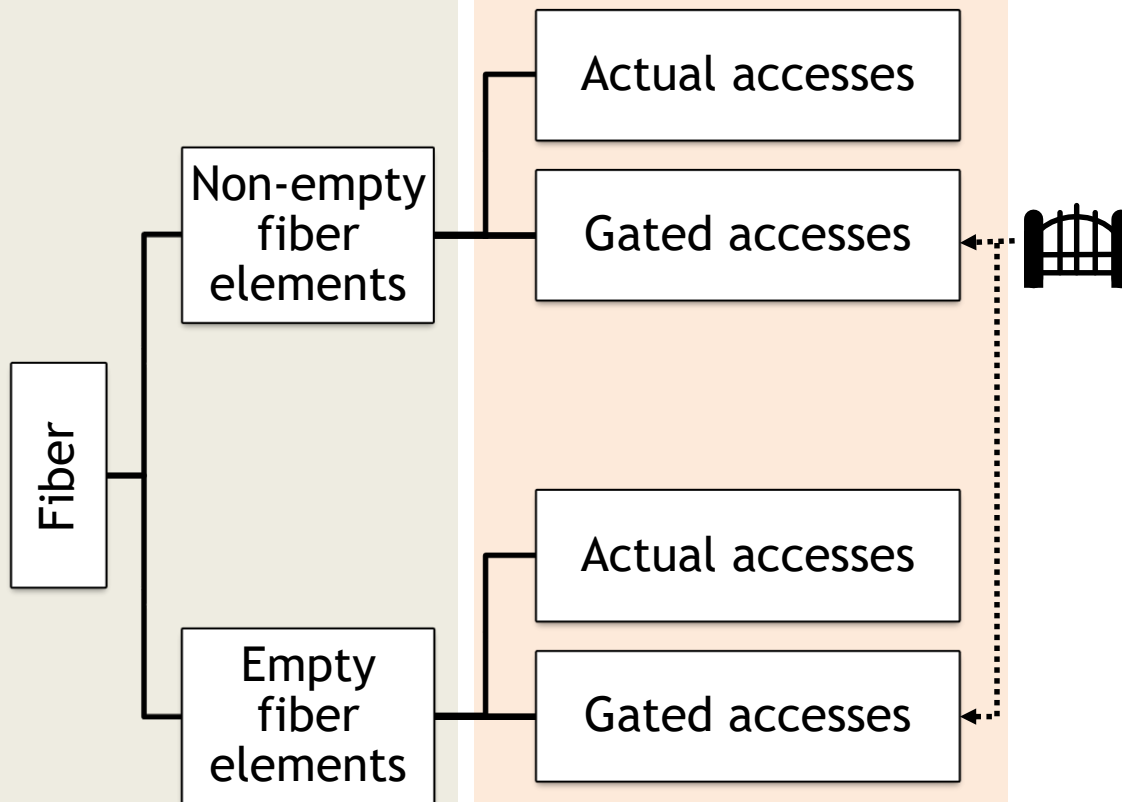 Actual accesses
Non-empty
fiber
elements
Gated accesses
Fiber
Actual accesses
Empty
fiber
elements
Gated accesses